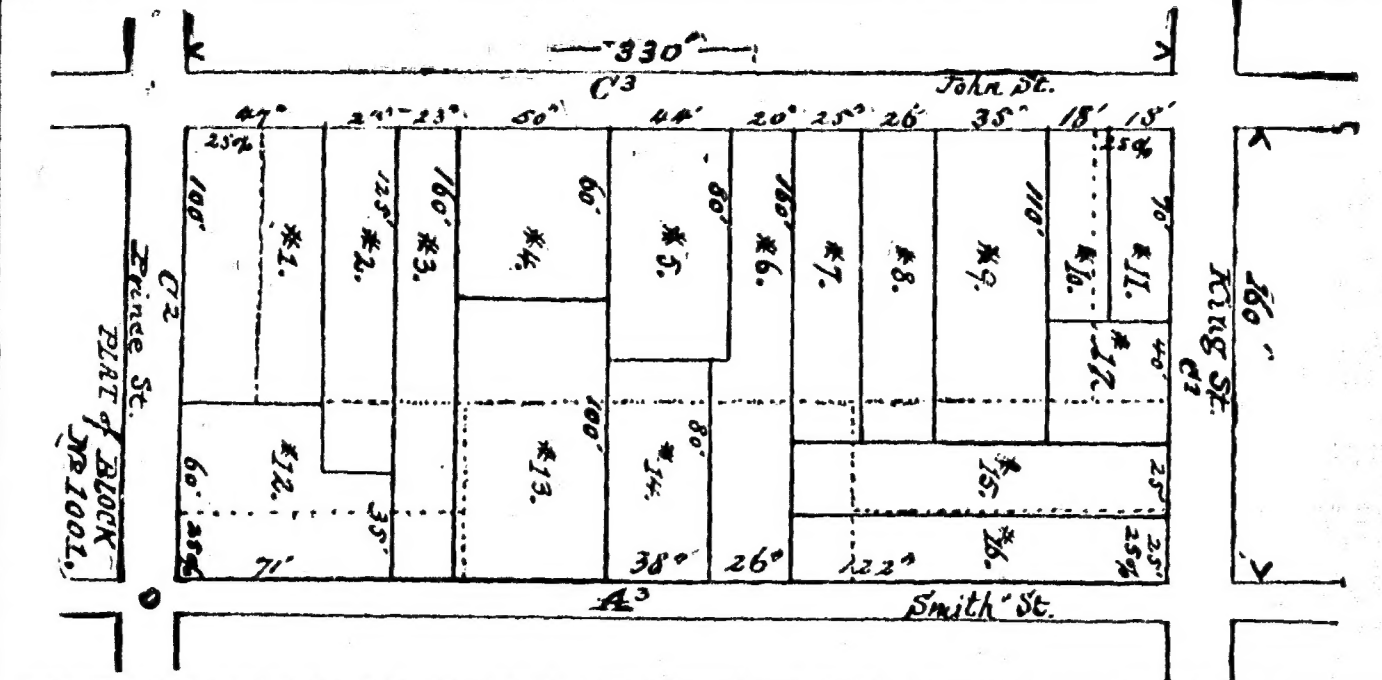 330"
C3
John St.
47" 23" 50" 44' 20" 25" 26' 35" 18' 18'
25% 25%
100' 125' 160' 60' 80' 160' 110' 70'
#1. #2. #3. #4. #5. #6. #7. #8. #9. #10. #11.
160"
King St.
C2
Prince St.
PLAT of BLOCK
Nº 1001.
#17. 40'
#12. #13. 100' #14. 80' #15. 25'
60' 25% 35' #16. 25' 25%
71' 38" 26" 122"
A3
Smith St.